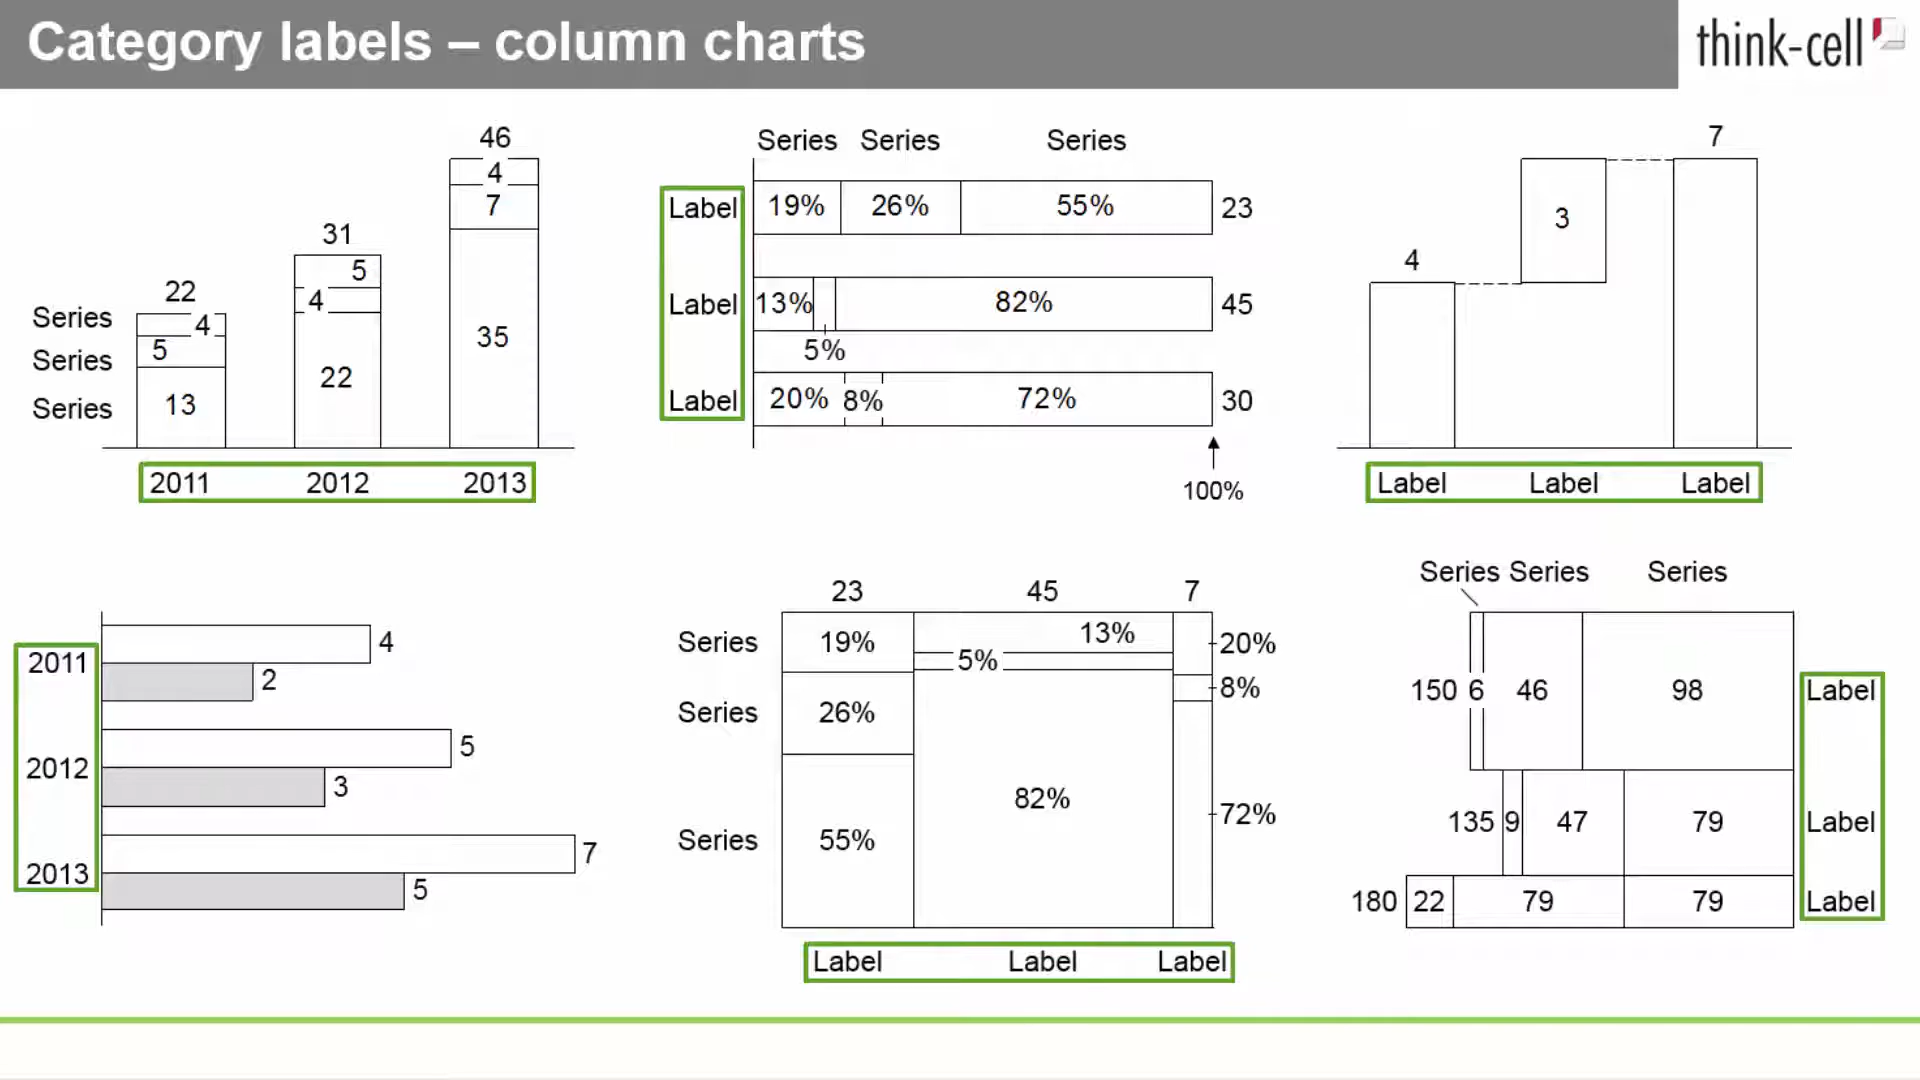 Category labels – column charts
think-cell
46
4
7
35
31
5
4
22
22
4
5
13
Series
Series
Series
2011 2012 2013
Series Series Series
Label 19% 26% 55% 23
Label 13% 82% 45
5%
Label 20% 8% 72% 30
100%
7
3
4
Label Label Label
2011
4
2
2012
5
3
2013
7
5
23 45 7
Series 19% 13% 20%
5%
8%
Series 26%
82%
72%
Series 55%
Label Label Label
Series Series Series
150 6 46 98 Label
135 9 47 79 Label
180 22 79 79 Label